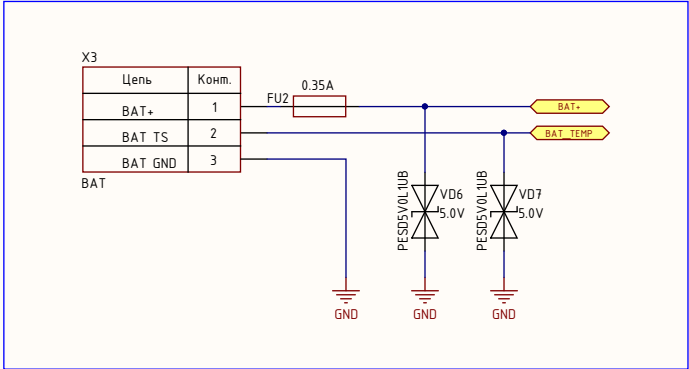 X3
Цепь Конт.
BAT+ 1
BAT TS 2
BAT GND 3
BAT
FU2
0.35A
BAT+
BAT_TEMP
PESD5V0L1UB
VD6
5.0V
PESD5V0L1UB
VD7
5.0V
GND
GND
GND